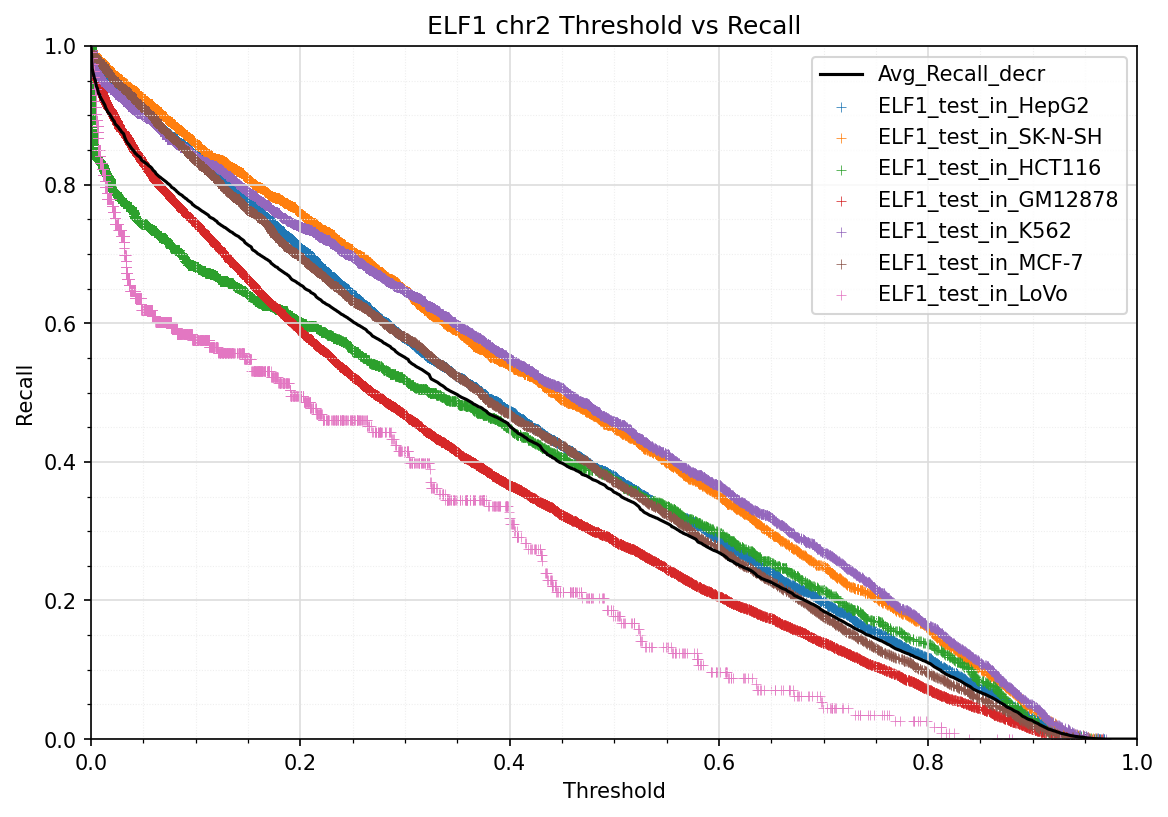 ELF1 chr2 Threshold vs Recall
Avg_Recall_decr
ELF1_test_in_HepG2
ELF1_test_in_SK-N-SH
ELF1_test_in_HCT116
ELF1_test_in_GM12878
ELF1_test_in_K562
ELF1_test_in_MCF-7
ELF1_test_in_LoVo
1.0
0.8
0.6
0.4
0.2
0.0
Recall
0.0 0.2 0.4 0.6 0.8 1.0
Threshold